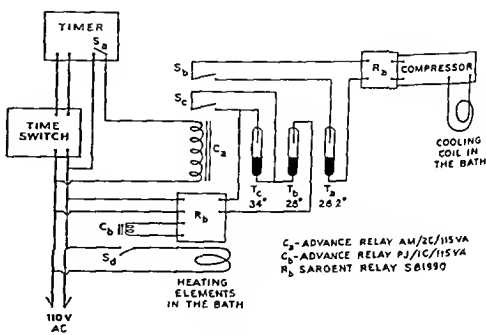 TIMER
Sa
TIME
SWITCH
Sb
Sc
Ra
COMPRESSOR
COOLING
COIL IN
THE BATH
Ca
Tc
34°
Tb
28°
Ta
28.2°
Rb
Cb
Sd
HEATING
ELEMENTS
IN THE BATH
110V
AC
Ca-ADVANCE RELAY AM/2C/115VA
Cb-ADVANCE RELAY PJ/1C/115VA
Rb SARGENT RELAY S81990